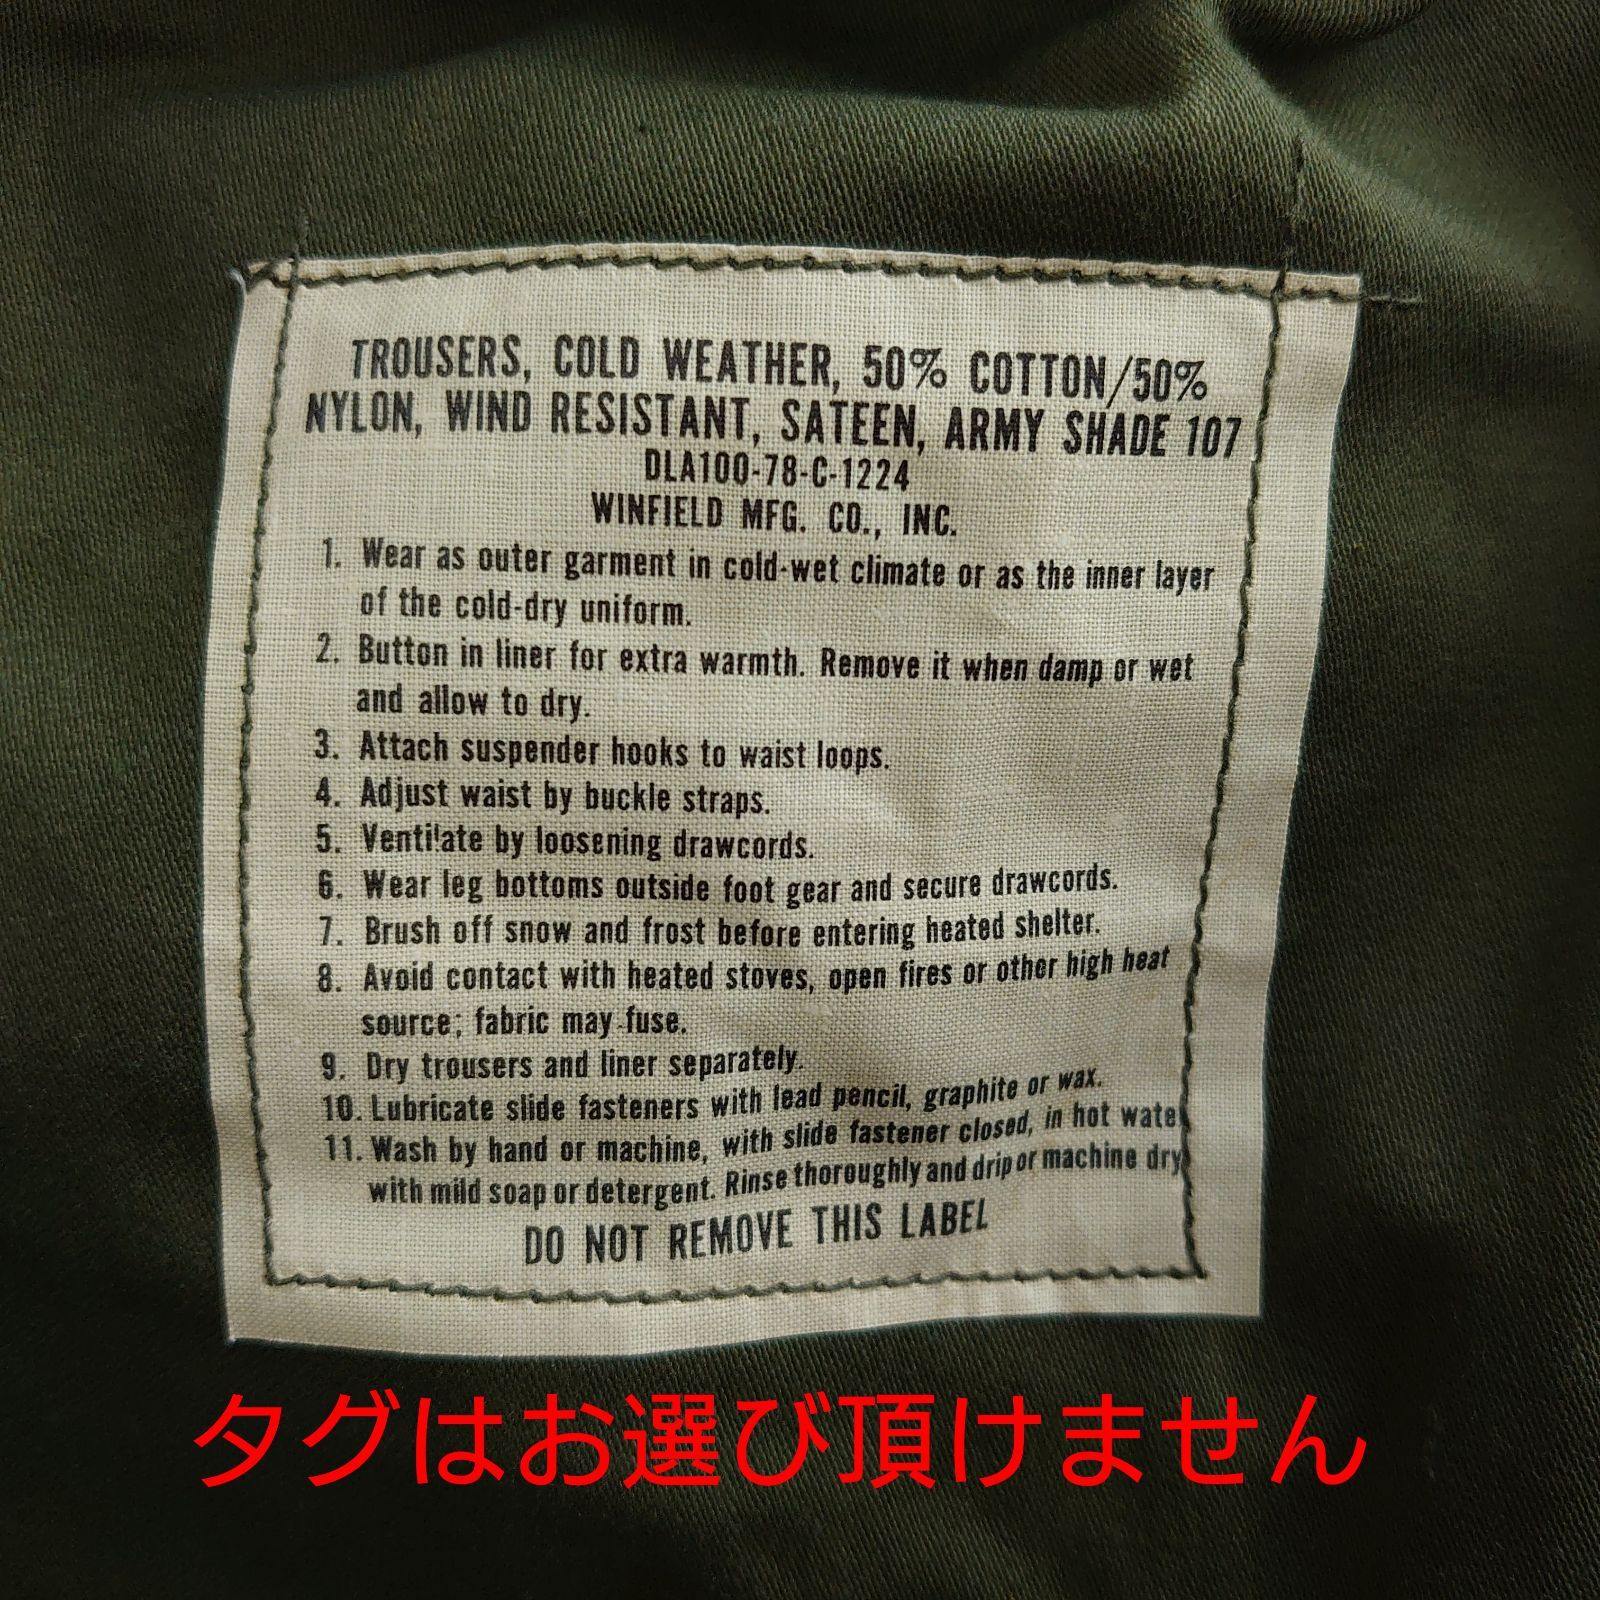 TROUSERS, COLD WEATHER, 50% COTTON/50%
NYLON, WIND RESISTANT, SATEEN, ARMY SHADE 107
DLA100-78-C-1224
WINFIELD MFG. CO., INC.
1. Wear as outer garment in cold-wet climate or as the inner layer
of the cold-dry uniform.
2. Button in liner for extra warmth. Remove it when damp or wet
and allow to dry.
3. Attach suspender hooks to waist loops.
4. Adjust waist by buckle straps.
5. Ventilate by loosening drawcords.
6. Wear leg bottoms outside foot gear and secure drawcords.
7. Brush off snow and frost before entering heated shelter.
8. Avoid contact with heated stoves, open fires or other high heat
source; fabric may fuse.
9. Dry trousers and liner separately.
10. Lubricate slide fasteners with lead pencil, graphite or wax.
11. Wash by hand or machine, with slide fastener closed, in hot water
with mild soap or detergent. Rinse thoroughly and drip or machine dry
DO NOT REMOVE THIS LABEL
タグはお選び頂けません